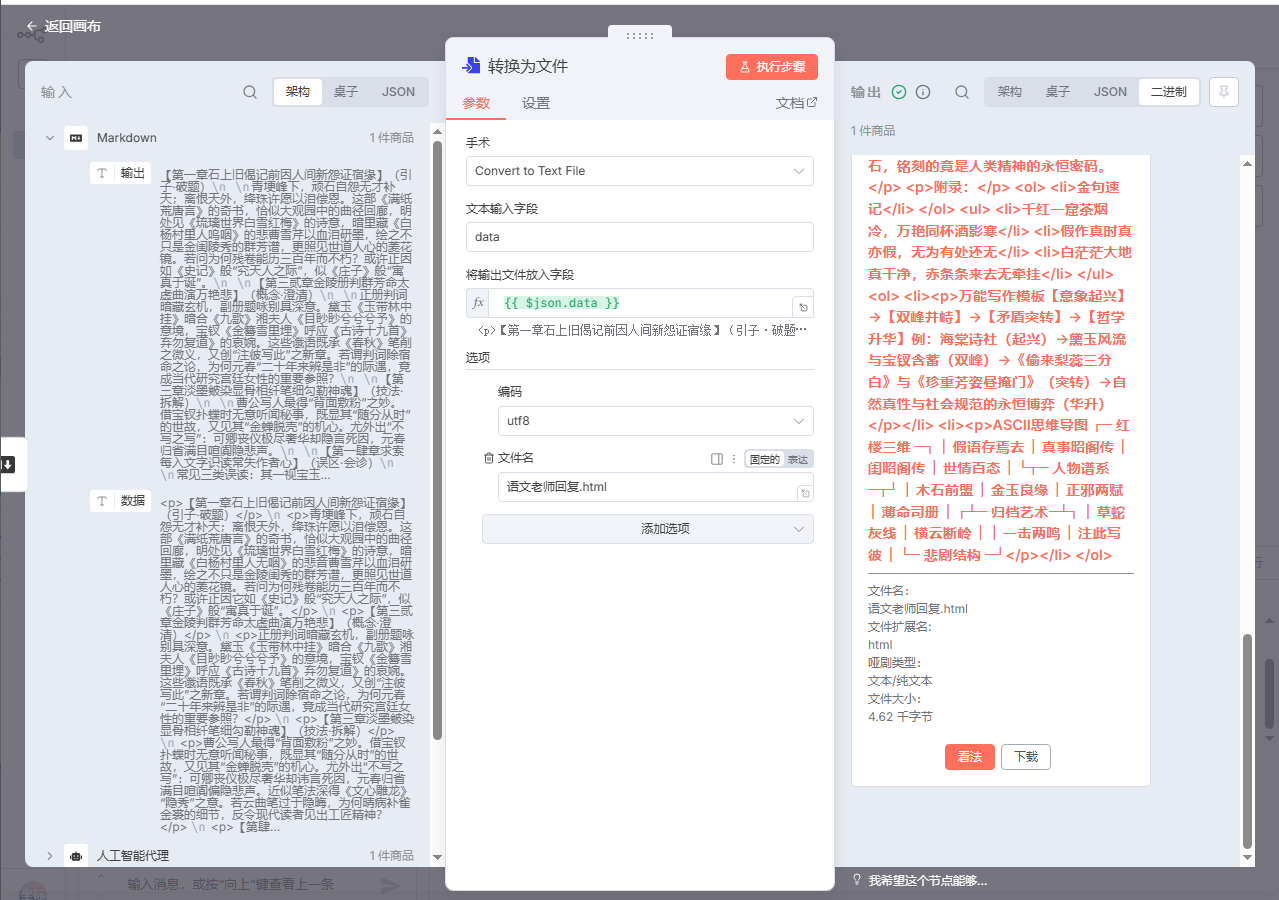 返回画布
输入
架构
桌子
JSON
Markdown
1 件商品
T 输出
【第一章石上旧偈记前因人间新怨证宿缘】（引
子·破题）\n \n青埂峰下，顽石自怨无才补
天；离恨天外，绛珠许愿以泪偿恩。这部《满纸
荒唐言》的奇书，恰似大观园中的曲径回廊，明
处见《琉璃世界白雪红梅》的诗意，暗里藏《白
杨村里人呜咽》的悲曹雪芹以血泪研墨，绘之不
只是金闺陵秀的群芳谱，更照见世道人心的菱花
镜。若问为何残卷能历三百年而不朽？或许正因
如《史记》般“究天人之际”，似《庄子》般“寓
真于诞”。\n \n【第三贰章金陵册判群芳命太
虚曲演万艳悲】（概念·澄清）\n \n正册判词
暗藏玄机，副册题咏别具深意。黛玉《玉带林中
挂》暗合《九歌》湘夫人《目眇眇兮兮兮予》的
意境，宝钗《金簪雪里埋》呼应《古诗十九首》
弃勿复道》的哀婉。这些谶语既承《春秋》笔削
之微义，又创“注彼写此”之新章。若谓判词除宿
命之论，为何元春“二十年来辨是非”的际遇，竟
成当代研究宫廷女性的重要参照？\n \n【第
三章淡墨皴染显骨相纤笔细勾勒神魂】（技法·
拆解）\n \n曹公写人最得“背面敷粉”之妙。
借宝钗扑蝶时无意听闻秘事，既显其“随分从时”
的世故，又见其“金蝉脱壳”的机心。尤外出“不
写之写”：可卿丧仪极尽奢华却隐言死因，元春
归省满目喧阗隐悲声。\n \n【第一肆章求索
每入文字识读常失作者心】（误区·会诊）\n
\n常见三类误读：其一视宝玉...
T 数据
<p>【第一章石上旧偈记前因人间新怨证宿缘】
（引子·破题）</p> \n <p>青埂峰下，顽石自
怨无才补天；离恨天外，绛珠许愿以泪偿恩。这
部《满纸荒唐言》的奇书，恰似大观园中的曲径
回廊，明处见《琉璃世界白雪红梅》的诗意，暗
里藏《白杨村里人无咽》的悲音曹雪芹以血泪研
墨，绘之不只是金陵闺秀的群芳谱，更照见世道
人心的菱花镜。若问为何残卷能历三百年而不
朽？或许正因它如《史记》般“究天人之际”，似
《庄子》般“寓真于诞”。</p> \n <p>【第三贰
章金陵册判群芳命太虚曲演万艳悲】（概念·澄
清）</p> \n <p>正册判词暗藏玄机，副册题咏
别具深意。黛玉《玉带林中挂》暗合《九歌》湘
夫人《目眇眇兮兮兮予》的意境，宝钗《金簪雪
里埋》呼应《古诗十九首》弃勿复道》的哀婉。
这些谶语既承《春秋》笔削之微义，又创“注彼
写此”之新章。若谓判词除宿命之论，为何元春
“二十年来辨是非”的际遇，竟成当代研究宫廷女
性的重要参照？</p> \n <p>【第三章淡墨皴染
显骨相纤笔细勾勒神魂】（技法·拆解）</p>
\n <p>曹公写人最得“背面敷粉”之妙。借宝钗
扑蝶时无意听闻秘事，既显其“随分从时”的世
故，又见其“金蝉脱壳”的机心。尤外出“不写之
写”：可卿丧仪极尽奢华却讳言死因，元春归省
满目喧阗偏隐悲声。近似笔法深得《文心雕龙》
“隐秀”之意。若云曲笔过于隐晦，为何晴病补雀
金裘的细节，反令现代读者见出工匠精神？
</p> \n <p>【第肆...
人工智能代理
1 件商品
输入消息，或按“向上”键查看上一条
转换为文件
执行步骤
参数
设置
文档
手术
Convert to Text File
文本输入字段
data
将输出文件放入字段
fx {{ $json.data }}
<p>【第一章石上旧偈记前因人间新怨证宿缘】（引子·破题...
选项
编码
utf8
文件名
固定的 表达
语文老师回复.html
添加选项
输出
架构
桌子
JSON
二进制
1 件商品
石，铭刻的竟是人类精神的永恒密码。
</p> <p>附录：</p> <ol> <li>金句速
记</li> </ol> <ul> <li>千红一窟茶烟
冷，万艳同杯酒影寒</li> <li>假作真时真
亦假，无为有处还无</li> <li>白茫茫大地
真干净，赤条条来去无牵挂</li> </ul>
<ol> <li><p>万能写作模板【意象起兴】
→【双峰并峙】→【矛盾突转】→【哲学
升华】例：海棠诗社（起兴）→黛玉风流
与宝钗含蓄（双峰）→《偷来梨蕊三分
白》与《珍重芳姿昼掩门》（突转）→自
然真性与社会规范的永恒博弈（华升）
</p></li> <li><p>ASCII思维导图 ┌─ 红
楼三维 ─┐ │ 假语存焉去 │ 真事昭阁传 │
闺昭阁传 │ 世情百态 │ └┬─ 人物谱系
─┬┘ │ 木石前盟 │ 金玉良缘 │ 正邪两赋
│ 薄命司册 │ ┌┴─ 归档艺术─┴┐ │ 草蛇
灰线 │ 横云断岭 │ │ 一击两鸣 │ 注此写
彼 │ └─ 悲剧结构 ─┘</p></li> </ol>
文件名：
语文老师回复.html
文件扩展名：
html
哑剧类型：
文本/纯文本
文件大小：
4.62 千字节
看法
下载
我希望这个节点能够...